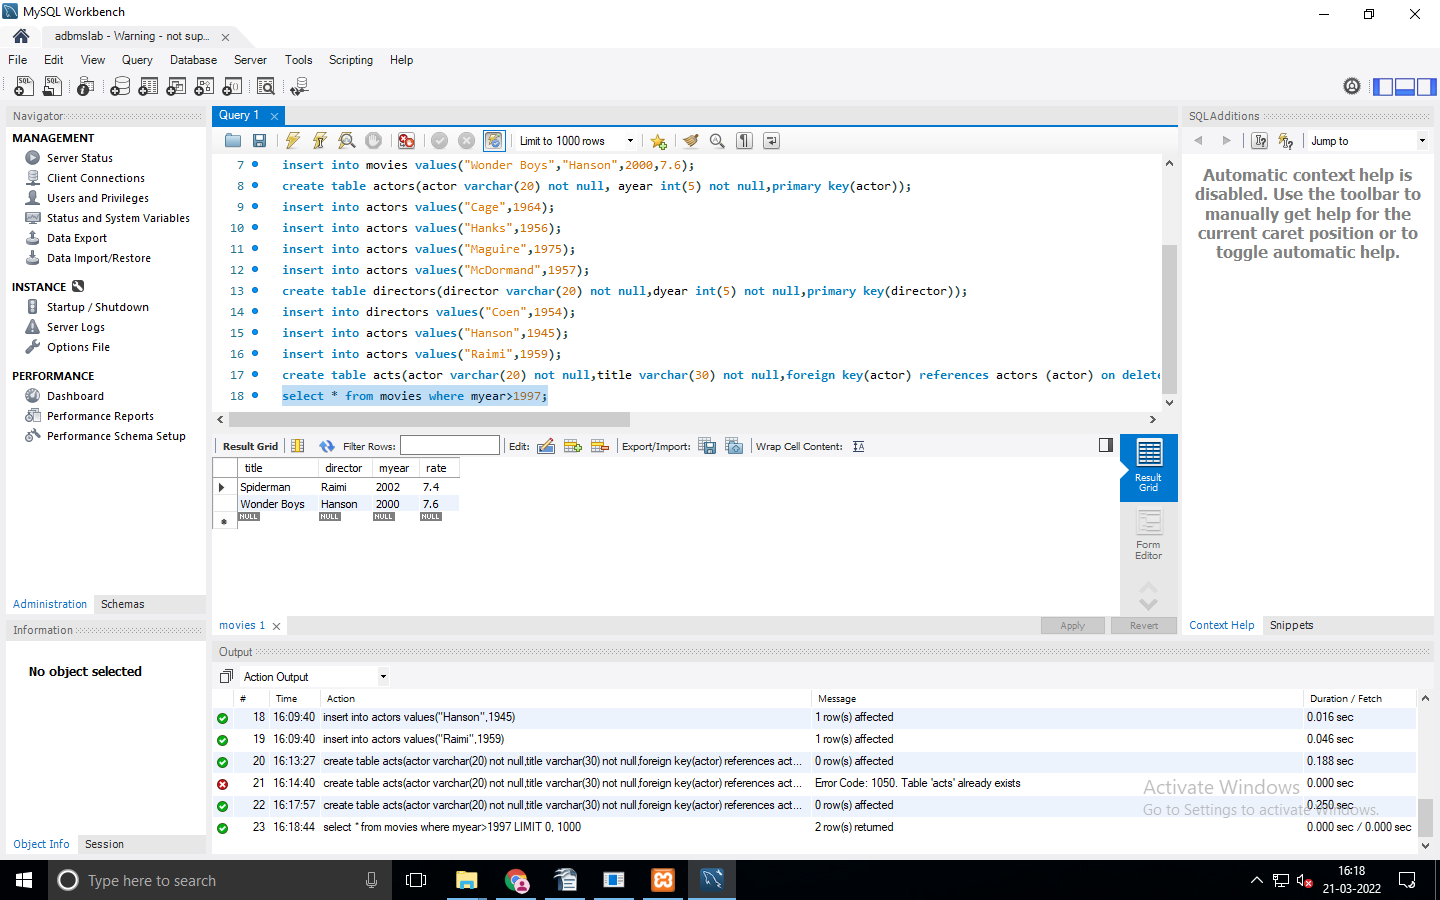 MySQL Workbench
adbmslab - Warning - not sup...
File Edit View Query Database Server Tools Scripting Help
Navigator
MANAGEMENT
Server Status
Client Connections
Users and Privileges
Status and System Variables
Data Export
Data Import/Restore
INSTANCE
Startup / Shutdown
Server Logs
Options File
PERFORMANCE
Dashboard
Performance Reports
Performance Schema Setup
Administration Schemas
Information
No object selected
Object Info Session
Query 1
Limit to 1000 rows
7 insert into movies values("Wonder Boys","Hanson",2000,7.6);
8 create table actors(actor varchar(20) not null, ayear int(5) not null,primary key(actor));
9 insert into actors values("Cage",1964);
10 insert into actors values("Hanks",1956);
11 insert into actors values("Maguire",1975);
12 insert into actors values("McDormand",1957);
13 create table directors(director varchar(20) not null,dyear int(5) not null,primary key(director));
14 insert into directors values("Coen",1954);
15 insert into actors values("Hanson",1945);
16 insert into actors values("Raimi",1959);
17 create table acts(actor varchar(20) not null,title varchar(30) not null,foreign key(actor) references actors (actor) on delete
18 select * from movies where myear>1997;
Result Grid Filter Rows: Edit: Export/Import: Wrap Cell Content:
title director myear rate
Spiderman Raimi 2002 7.4
Wonder Boys Hanson 2000 7.6
NULL NULL NULL NULL
Result
Grid
Form
Editor
movies 1
Apply Revert
SQLAdditions
Jump to
Automatic context help is
disabled. Use the toolbar to
manually get help for the
current caret position or to
toggle automatic help.
Context Help Snippets
Output
Action Output
# Time Action Message Duration / Fetch
18 16:09:40 insert into actors values("Hanson",1945) 1 row(s) affected 0.016 sec
19 16:09:40 insert into actors values("Raimi",1959) 1 row(s) affected 0.046 sec
20 16:13:27 create table acts(actor varchar(20) not null,title varchar(30) not null,foreign key(actor) references act... 0 row(s) affected 0.188 sec
21 16:14:40 create table acts(actor varchar(20) not null,title varchar(30) not null,foreign key(actor) references act... Error Code: 1050. Table 'acts' already exists 0.000 sec
22 16:17:57 create table acts(actor varchar(20) not null,title varchar(30) not null,foreign key(actor) references act... 0 row(s) affected 0.250 sec
23 16:18:44 select * from movies where myear>1997 LIMIT 0, 1000 2 row(s) returned 0.000 sec / 0.000 sec
Activate Windows
Go to Settings to activate Windows.
Type here to search
16:18
21-03-2022